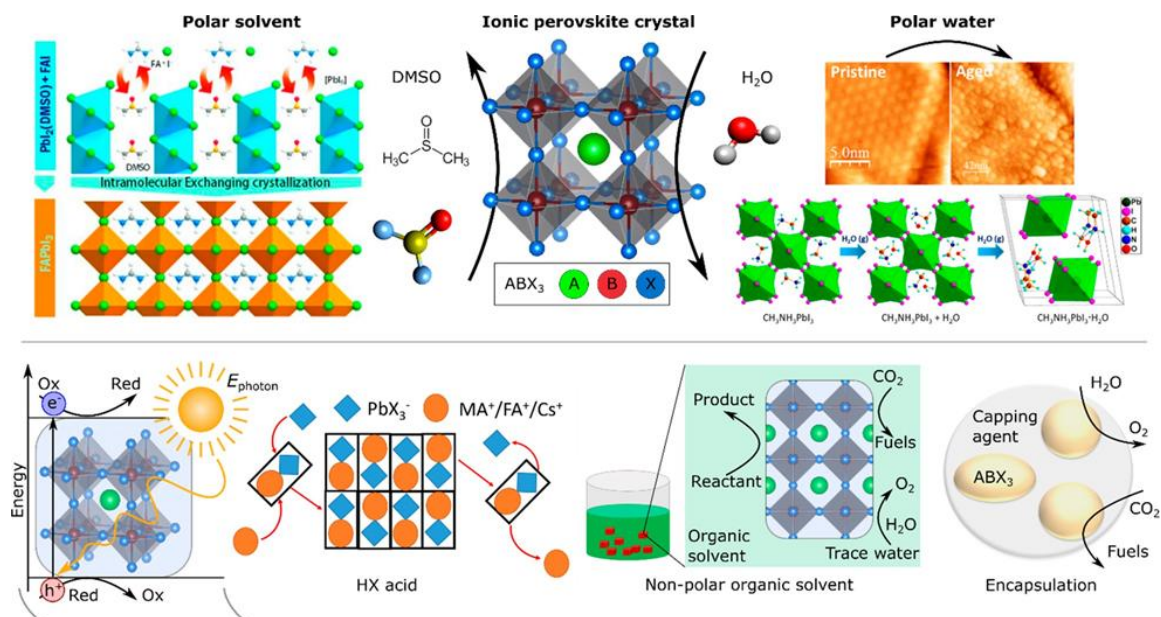 Polar solvent
Ionic perovskite crystal
Polar water
PbI₂(DMSO) + FAI
FA⁺I⁻
[PbI₆]
DMSO
Intramolecular Exchanging crystallization
FAPbI₃
DMSO
O
S
H₃C CH₃
H₂O
ABX₃ A B X
Pristine
Aged
5.0nm
Pb
I
C
H
N
O
H₂O (g)
H₂O (g)
CH₃NH₃PbI₃
CH₃NH₃PbI₃ + H₂O
CH₃NH₃PbI₃·H₂O
Energy
Ox
Red
e⁻
E photon
h⁺
Red
Ox
PbX₃⁻
MA⁺/FA⁺/Cs⁺
HX acid
Product
Reactant
Organic
solvent
CO₂
Fuels
O₂
H₂O
Trace water
Non-polar organic solvent
Capping
agent
ABX₃
H₂O
O₂
CO₂
Fuels
Encapsulation